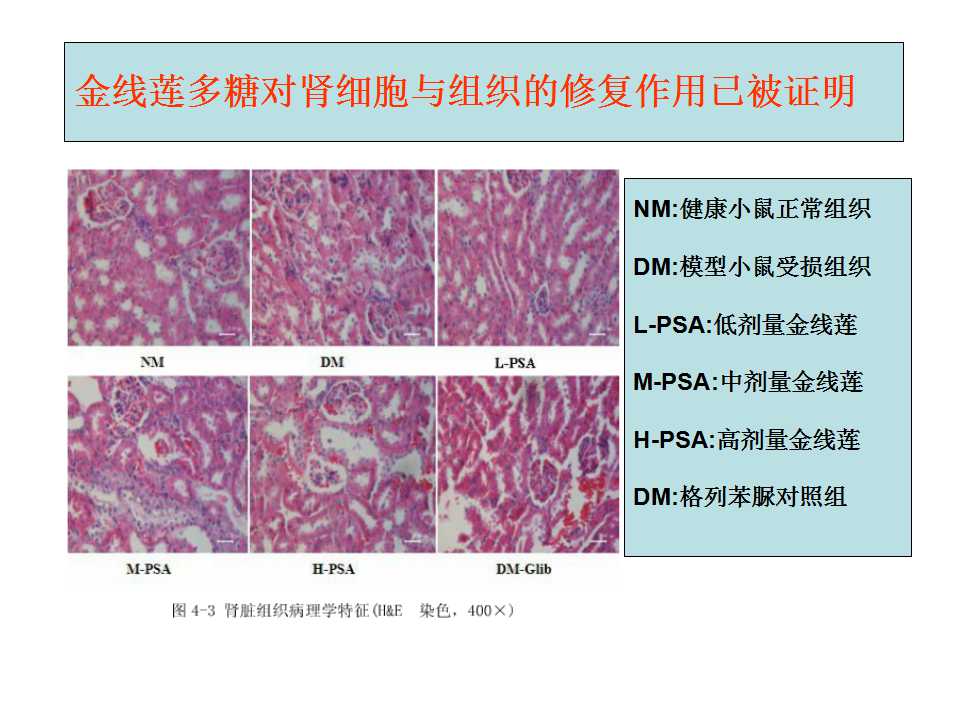 金线莲多糖对肾细胞与组织的修复作用已被证明
NM
DM
L-PSA
M-PSA
H-PSA
DM-Glib
图 4-3 肾脏组织病理学特征(H&E 染色，400×)
NM:健康小鼠正常组织
DM:模型小鼠受损组织
L-PSA:低剂量金线莲
M-PSA:中剂量金线莲
H-PSA:高剂量金线莲
DM:格列苯脲对照组